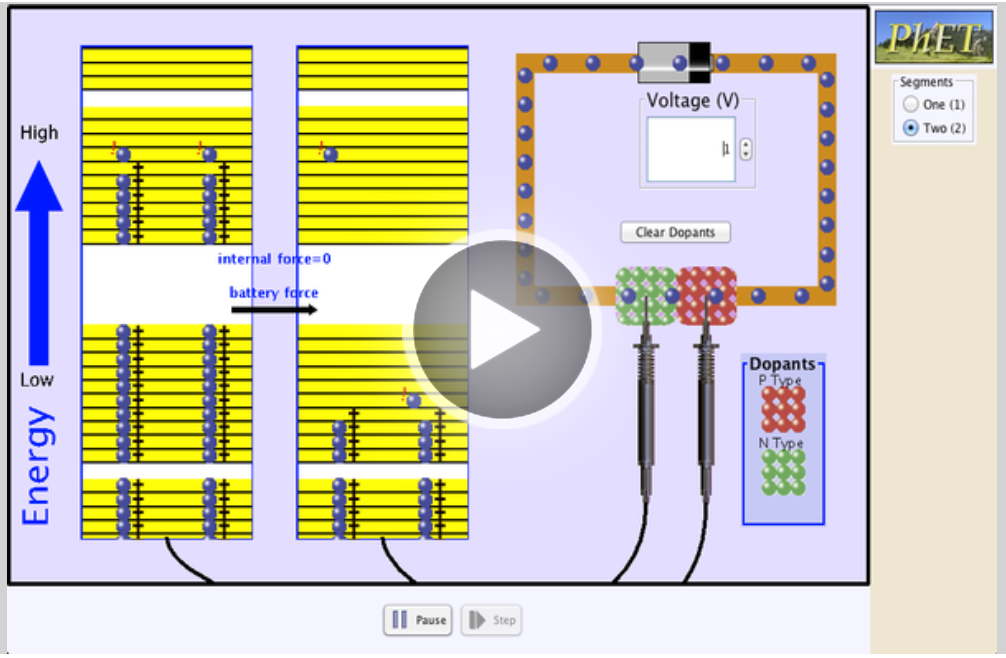 PhET
Segments
One (1)
Two (2)
High
Low
Energy
internal force=0
battery force
Voltage (V)
1
Clear Dopants
Dopants
P Type
N Type
Pause
Step